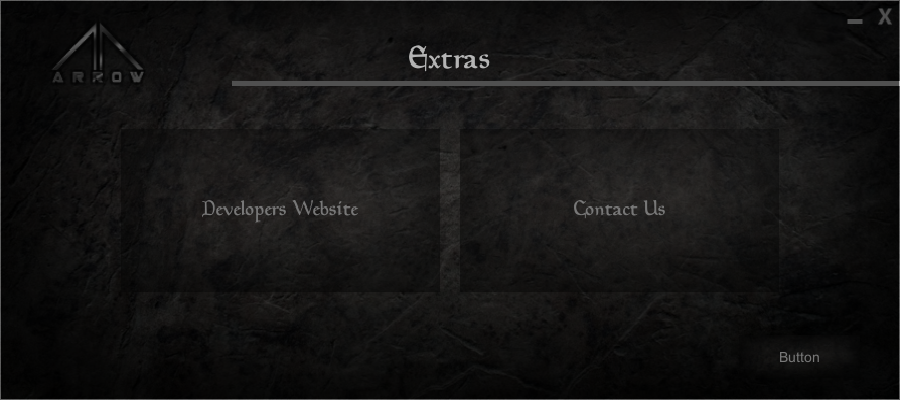 X
Extras
ARROW
Developers Website
Contact Us
Button